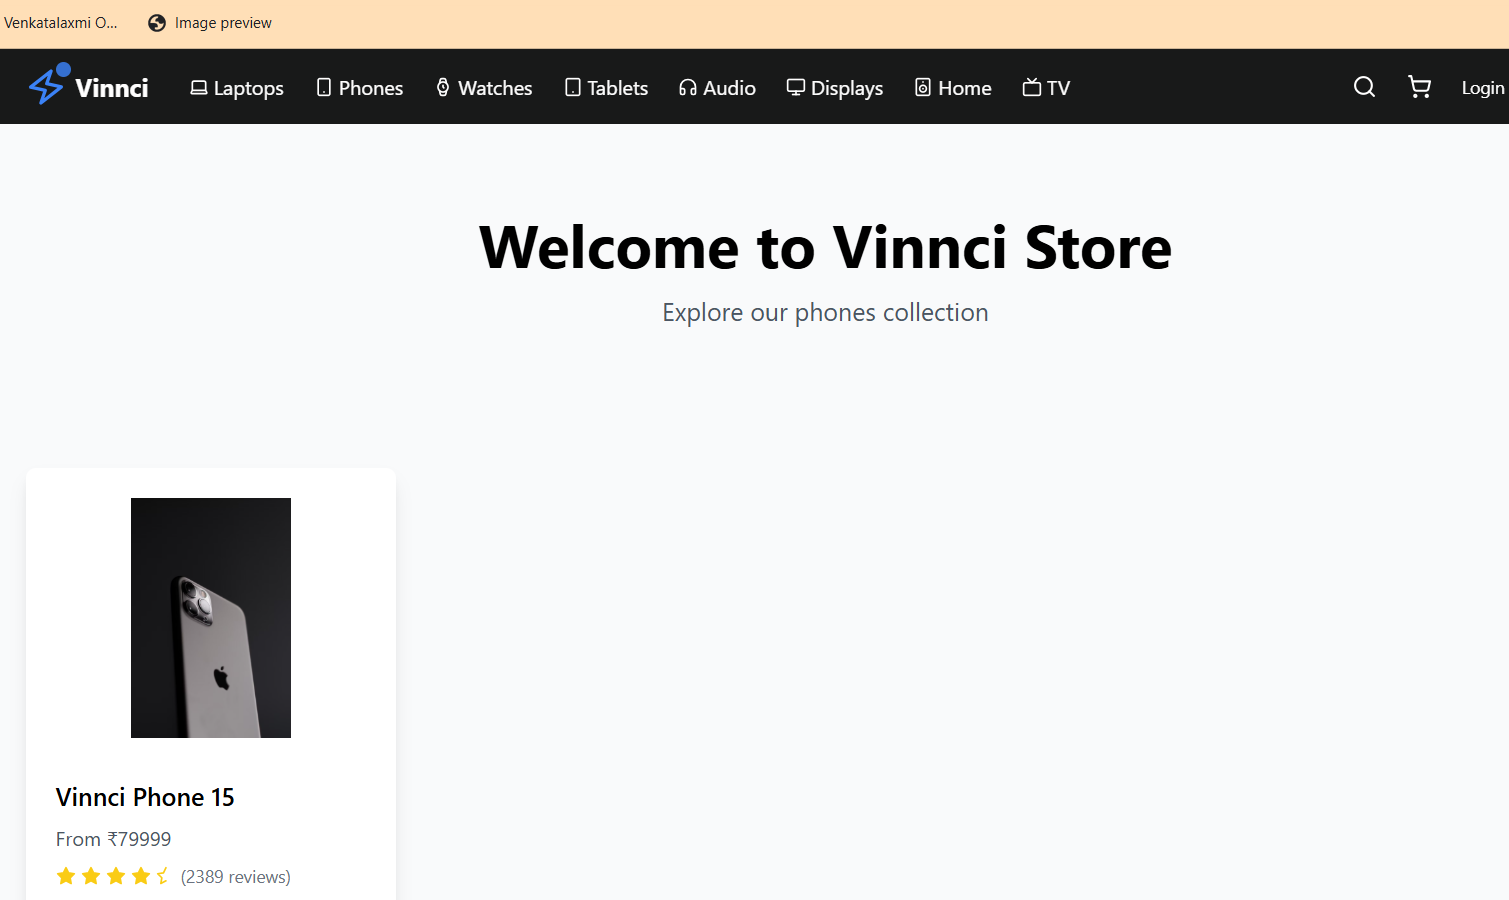 Venkatalaxmi O... Image preview
Vinnci Laptops Phones Watches Tablets Audio Displays Home TV Login
Welcome to Vinnci Store
Explore our phones collection
Vinnci Phone 15
From ₹79999
(2389 reviews)